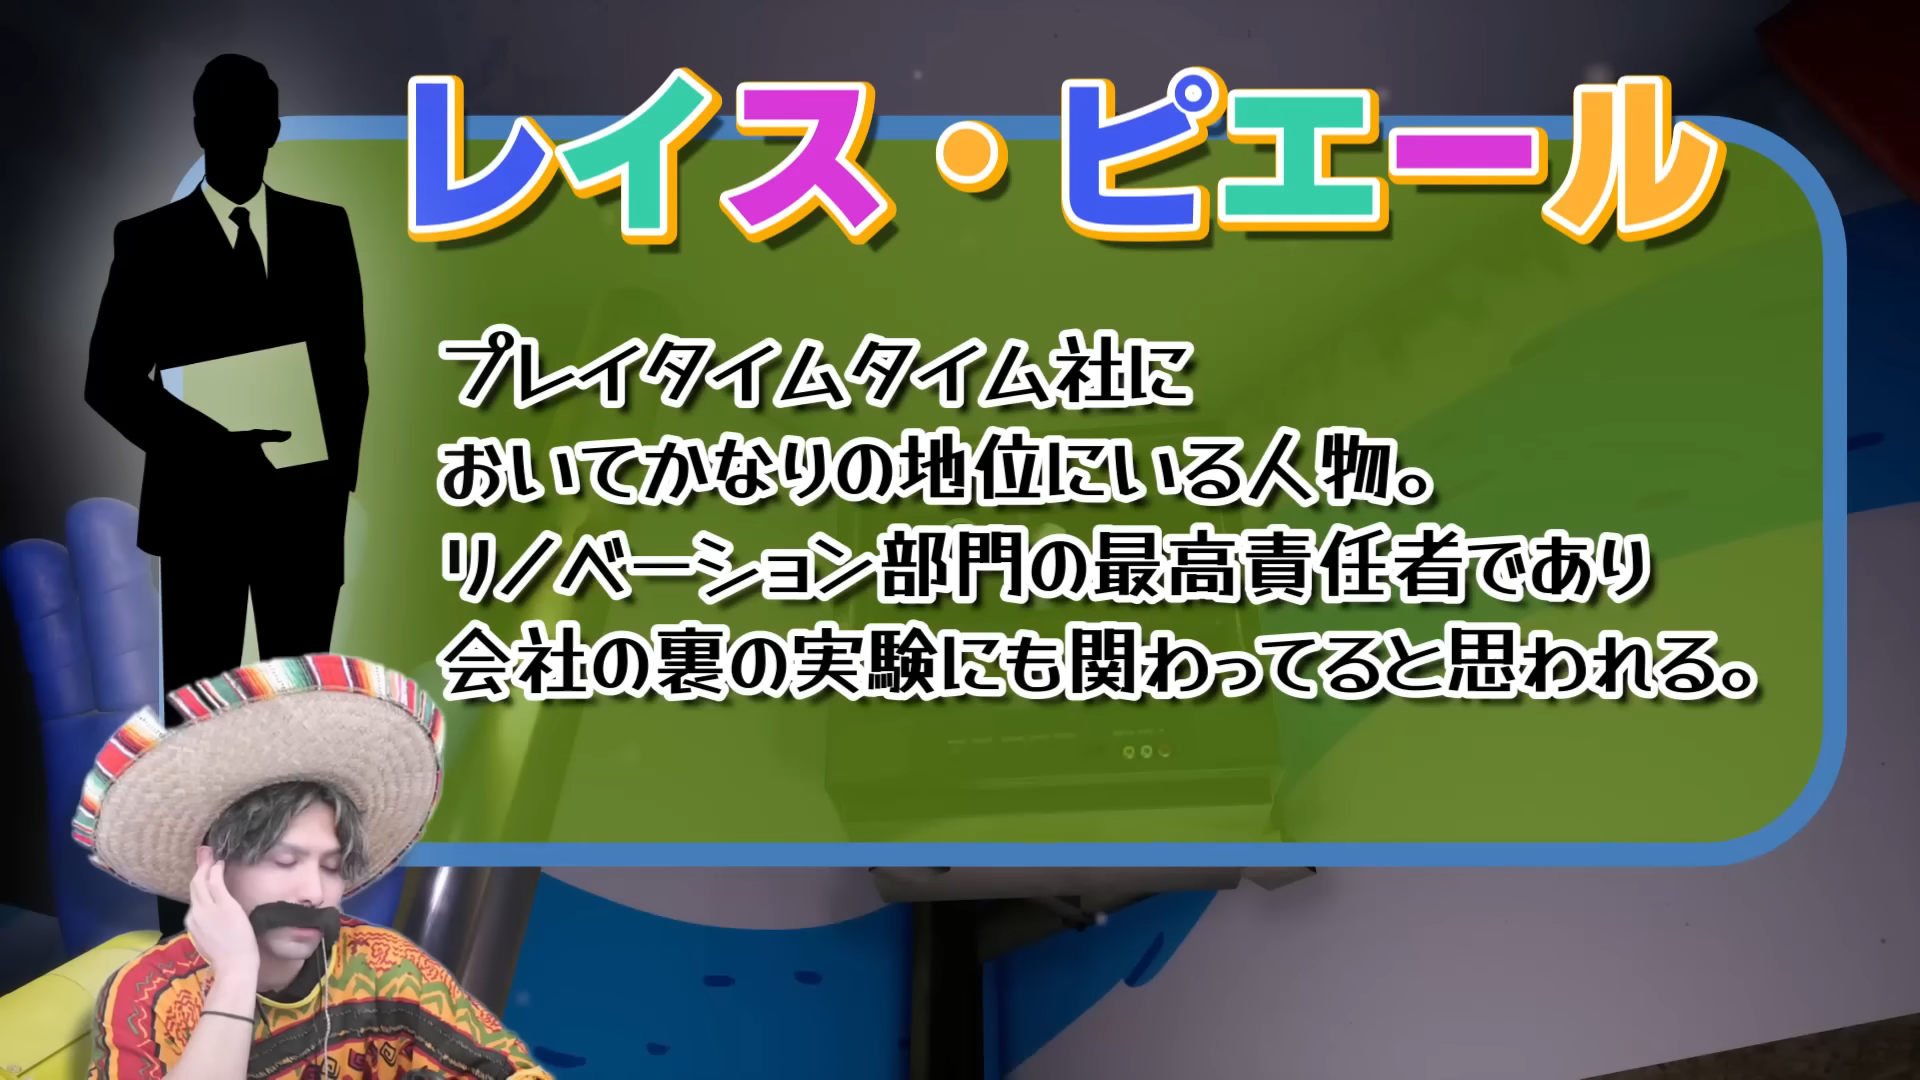 レイス・ピエール
プレイタイムタイム社に
おいてかなりの地位にいる人物。
リノベーション部門の最高責任者であり
会社の裏の実験にも関わってると思われる。